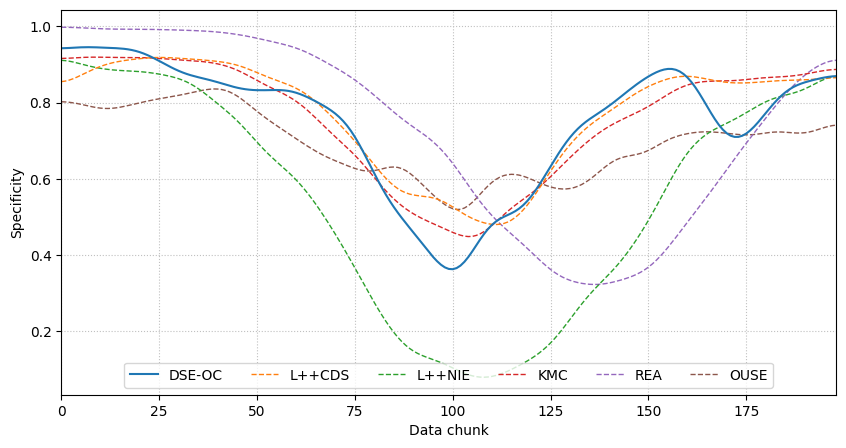 1.0
0.8
0.6
0.4
0.2
Specificity
DSE-OC L++CDS L++NIE KMC REA OUSE
0 25 50 75 100 125 150 175
Data chunk